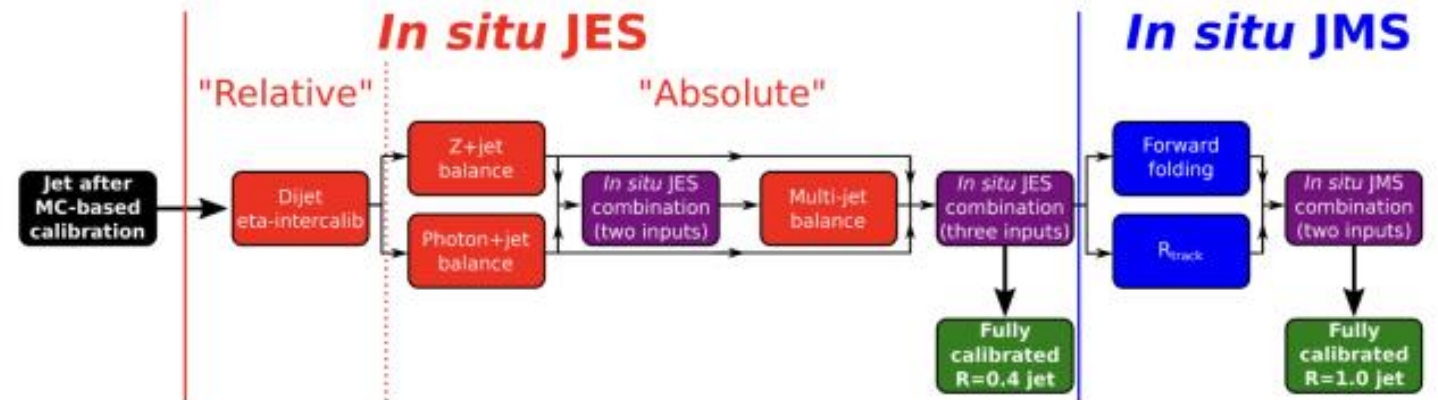 In situ JES
In situ JMS
"Relative"
"Absolute"
Jet after
MC-based
calibration
Dijet
eta-intercalib
Z+jet
balance
Photon+jet
balance
In situ JES
combination
(two inputs)
Multi-jet
balance
In situ JES
combination
(three inputs)
Fully
calibrated
R=0.4 jet
Forward
folding
Rtrack
In situ JMS
combination
(two inputs)
Fully
calibrated
R=1.0 jet